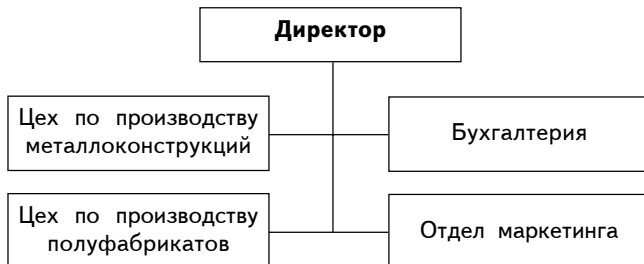 Директор
Цех по производству
металлоконструкций
Бухгалтерия
Цех по производству
полуфабрикатов
Отдел маркетинга